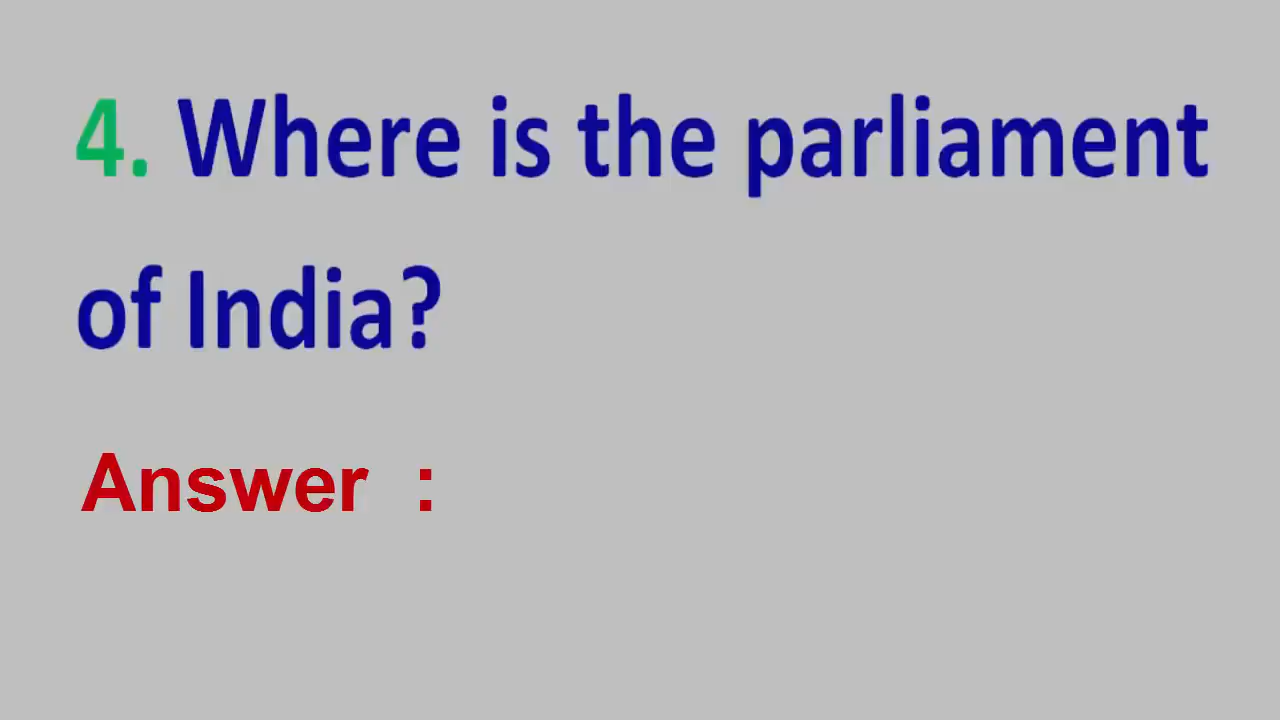 4. Where is the parliament
of India?
Answer :